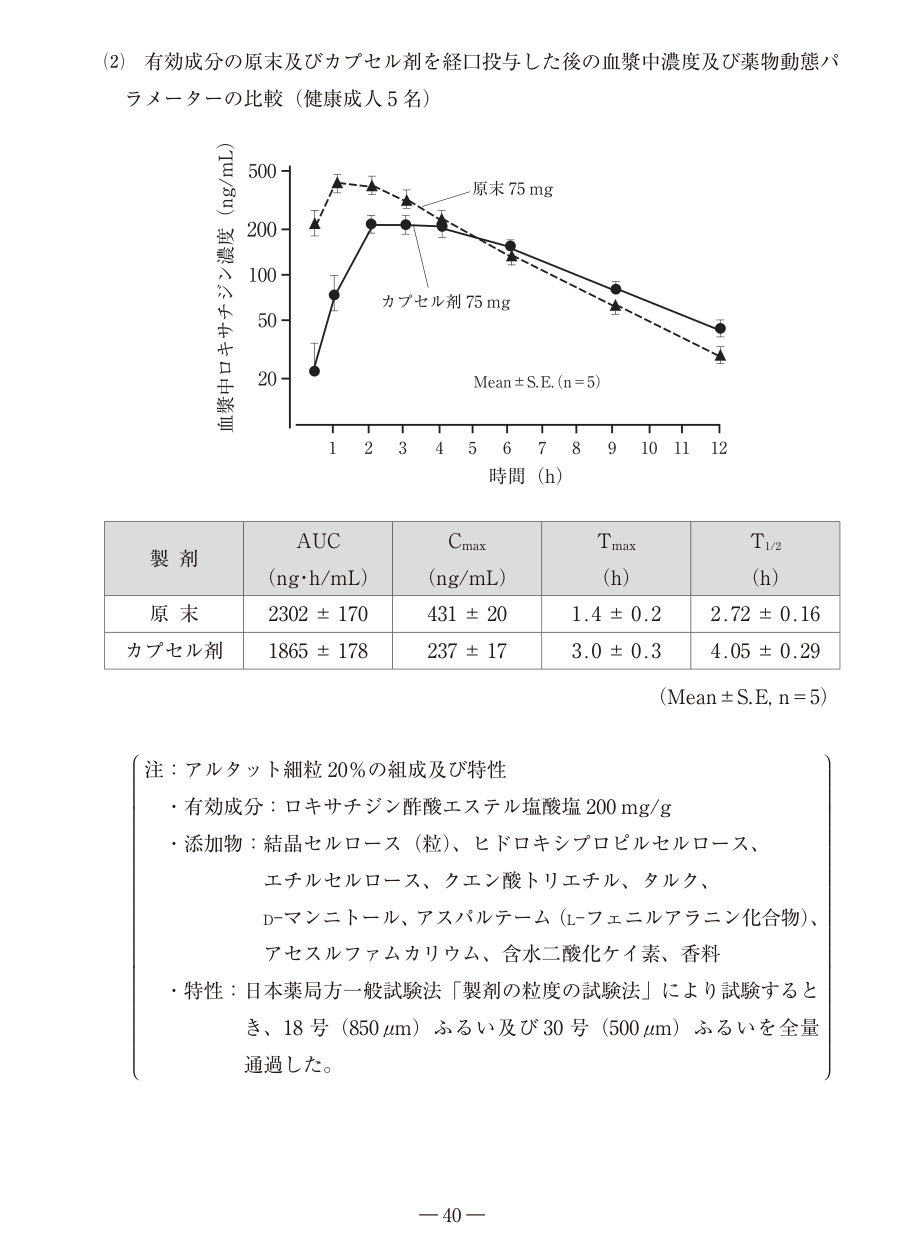 ⑵ 有効成分の原末及びカプセル剤を経口投与した後の血漿中濃度及び薬物動態パ
ラメーターの比較（健康成人5名）
血漿中ロキサチジン濃度（ng/mL）
500
200
100
50
20
原末 75 mg
カプセル剤 75 mg
Mean±S.E.(n=5)
1 2 3 4 5 6 7 8 9 10 11 12
時間（h）
製 剤 AUC (ng･h/mL) Cmax (ng/mL) Tmax (h) T1/2 (h)
原 末 2302 ± 170 431 ± 20 1.4 ± 0.2 2.72 ± 0.16
カプセル剤 1865 ± 178 237 ± 17 3.0 ± 0.3 4.05 ± 0.29
(Mean±S.E, n=5)
注：アルタット細粒 20％の組成及び特性
・有効成分：ロキサチジン酢酸エステル塩酸塩 200 mg/g
・添加物：結晶セルロース（粒）、ヒドロキシプロピルセルロース、
エチルセルロース、クエン酸トリエチル、タルク、
D-マンニトール、アスパルテーム（L-フェニルアラニン化合物）、
アセスルファムカリウム、含水二酸化ケイ素、香料
・特性：日本薬局方一般試験法「製剤の粒度の試験法」により試験すると
き、18 号（850 μm）ふるい及び 30 号（500 μm）ふるいを全量
通過した。
― 40 ―